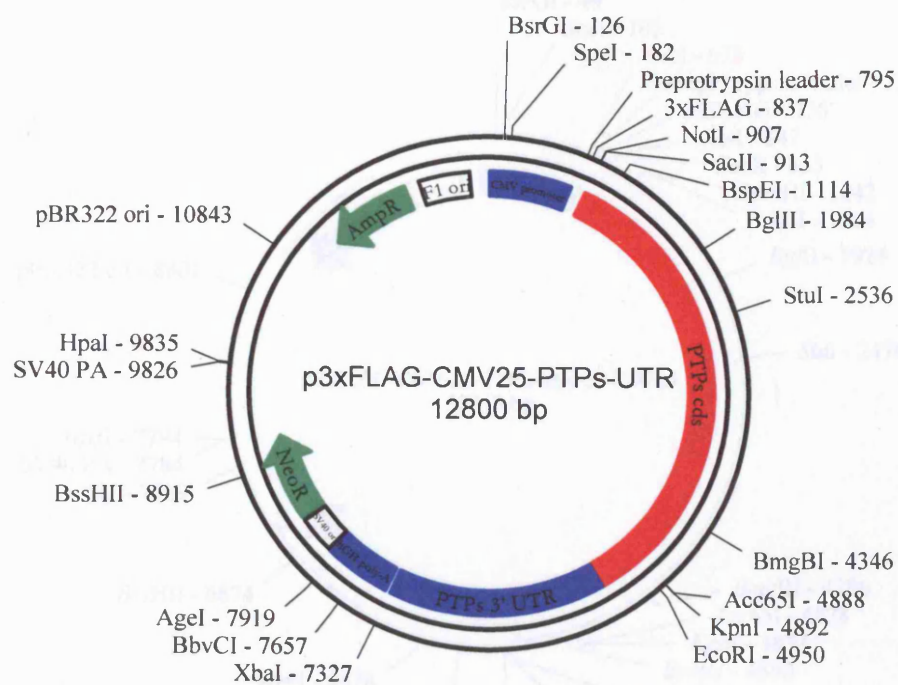 BsrGI - 126
SpeI - 182
Preprotrypsin leader - 795
3xFLAG - 837
NotI - 907
SacII - 913
BspEI - 1114
BglII - 1984
StuI - 2536
BmgBI - 4346
Acc65I - 4888
KpnI - 4892
EcoRI - 4950
XbaI - 7327
BbvCI - 7657
AgeI - 7919
BssHII - 8915
SV40 PA - 9826
HpaI - 9835
pBR322 ori - 10843
AmpR
F1 ori
CMV promoter
PTPs cds
PTPs 3' UTR
SV40 ori
NeoR
p3xFLAG-CMV25-PTPs-UTR
12800 bp